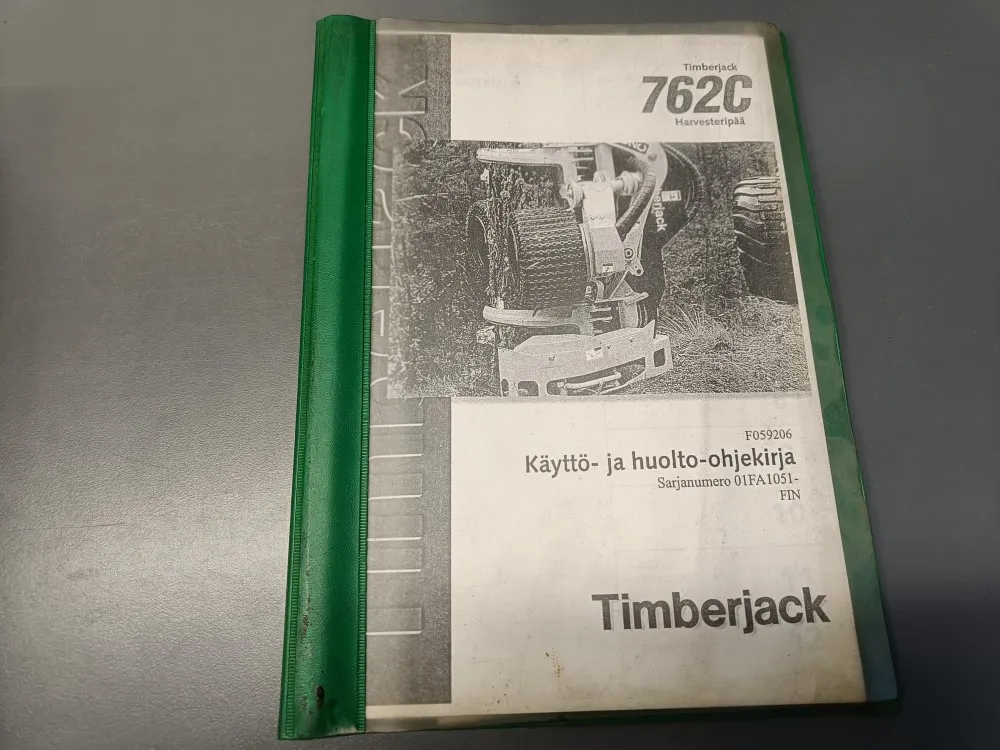 Timberjack
762C
Harvesteripää
F059206
Käyttö- ja huolto-ohjekirja
Sarjanumero 01FA1051-
FIN
Timberjack